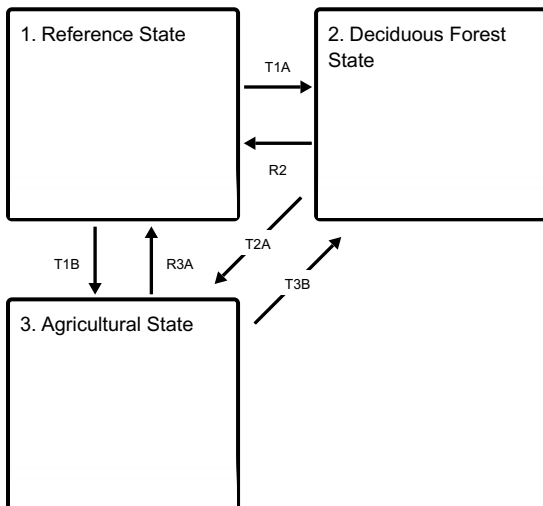 1. Reference State
2. Deciduous Forest
State
T1A
R2
T1B
R3A
T2A
T3B
3. Agricultural State